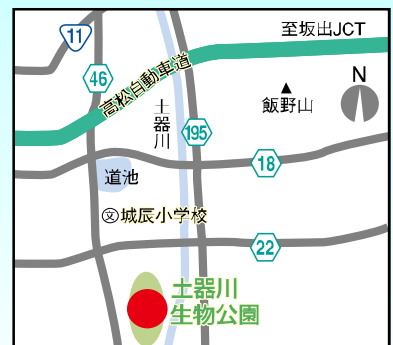 至坂出JCT
11
46
高松自動車道
土器川
195
飯野山
N
18
道池
文城辰小学校
22
土器川
生物公園